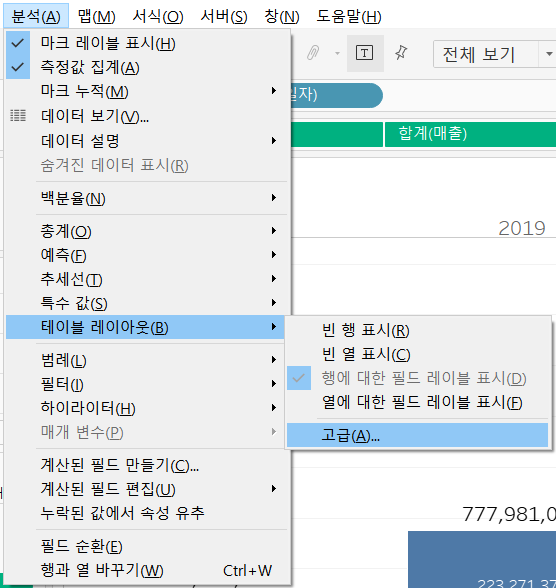 분석(A) 맵(M) 서식(O) 서버(S) 창(N) 도움말(H)
마크 레이블 표시(H)
측정값 집계(A)
마크 누적(M)
데이터 보기(V)...
데이터 설명
숨겨진 데이터 표시(R)
백분율(N)
총계(O)
예측(F)
추세선(T)
특수 값(S)
테이블 레이아웃(B)
범례(L)
필터(I)
하이라이터(H)
매개 변수(P)
계산된 필드 만들기(C)...
계산된 필드 편집(U)
누락된 값에서 속성 유추
필드 순환(E)
행과 열 바꾸기(W) Ctrl+W
T 전체 보기
일자)
합계(매출)
2019
빈 행 표시(R)
빈 열 표시(C)
행에 대한 필드 레이블 표시(D)
열에 대한 필드 레이블 표시(F)
고급(A)...
777,981,0
223,271,37